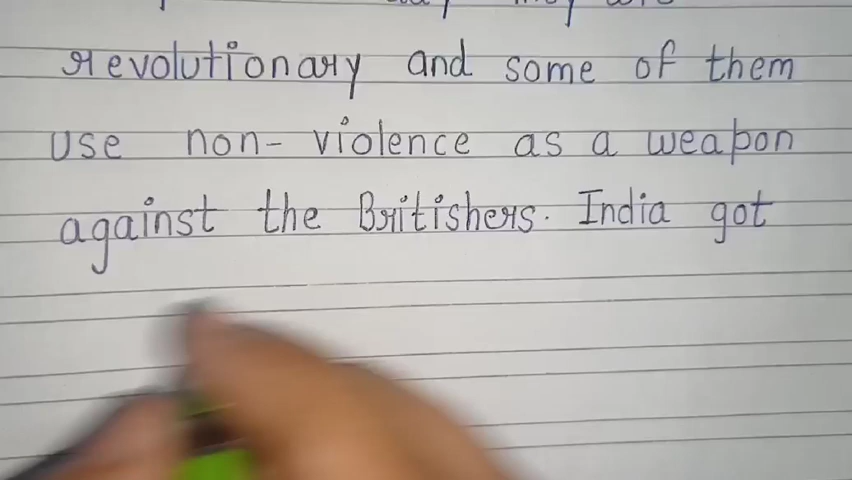 revolutionary and some of them
use non-violence as a weapon
against the Britishers. India got